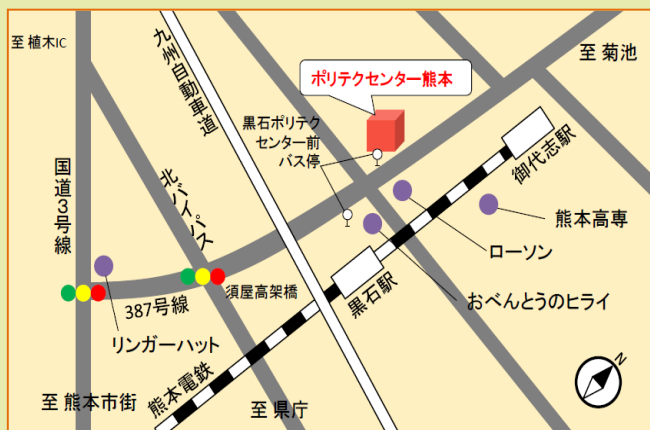 至 植木IC
九州自動車道
至 菊池
ポリテクセンター熊本
黒石ポリテク
センター前
バス停
国道3号線
北バイパス
御代志駅
熊本高専
ローソン
おべんとうのヒライ
黒石駅
須屋高架橋
387号線
リンガーハット
熊本電鉄
至 熊本市街
至 県庁
N